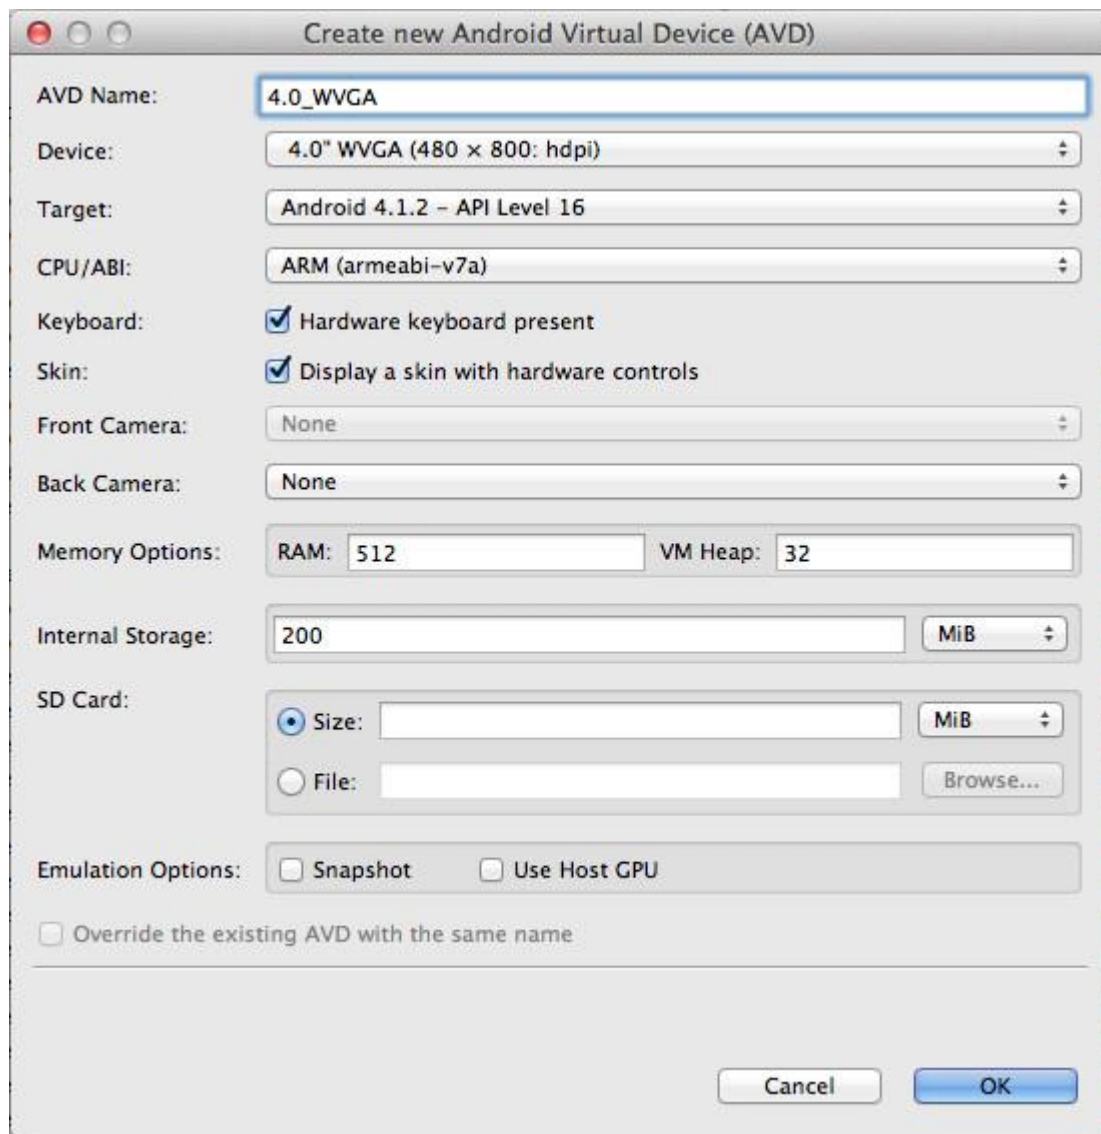 Create new Android Virtual Device (AVD)
AVD Name: 4.0_WVGA
Device: 4.0" WVGA (480 × 800: hdpi)
Target: Android 4.1.2 – API Level 16
CPU/ABI: ARM (armeabi-v7a)
Keyboard: Hardware keyboard present
Skin: Display a skin with hardware controls
Front Camera: None
Back Camera: None
Memory Options: RAM: 512 VM Heap: 32
Internal Storage: 200 MiB
SD Card:
Size: MiB
File: Browse...
Emulation Options: Snapshot Use Host GPU
Override the existing AVD with the same name
Cancel OK